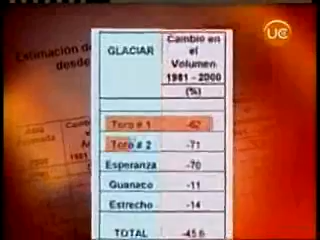 UC
Estimación de
desde
GLACIAR
Cambio en
el
Volumen
1981 - 2000
(%)
Toro # 1 -62
Toro # 2 -71
Esperanza -70
Guanaco -11
Estrecho -14
TOTAL -45.6